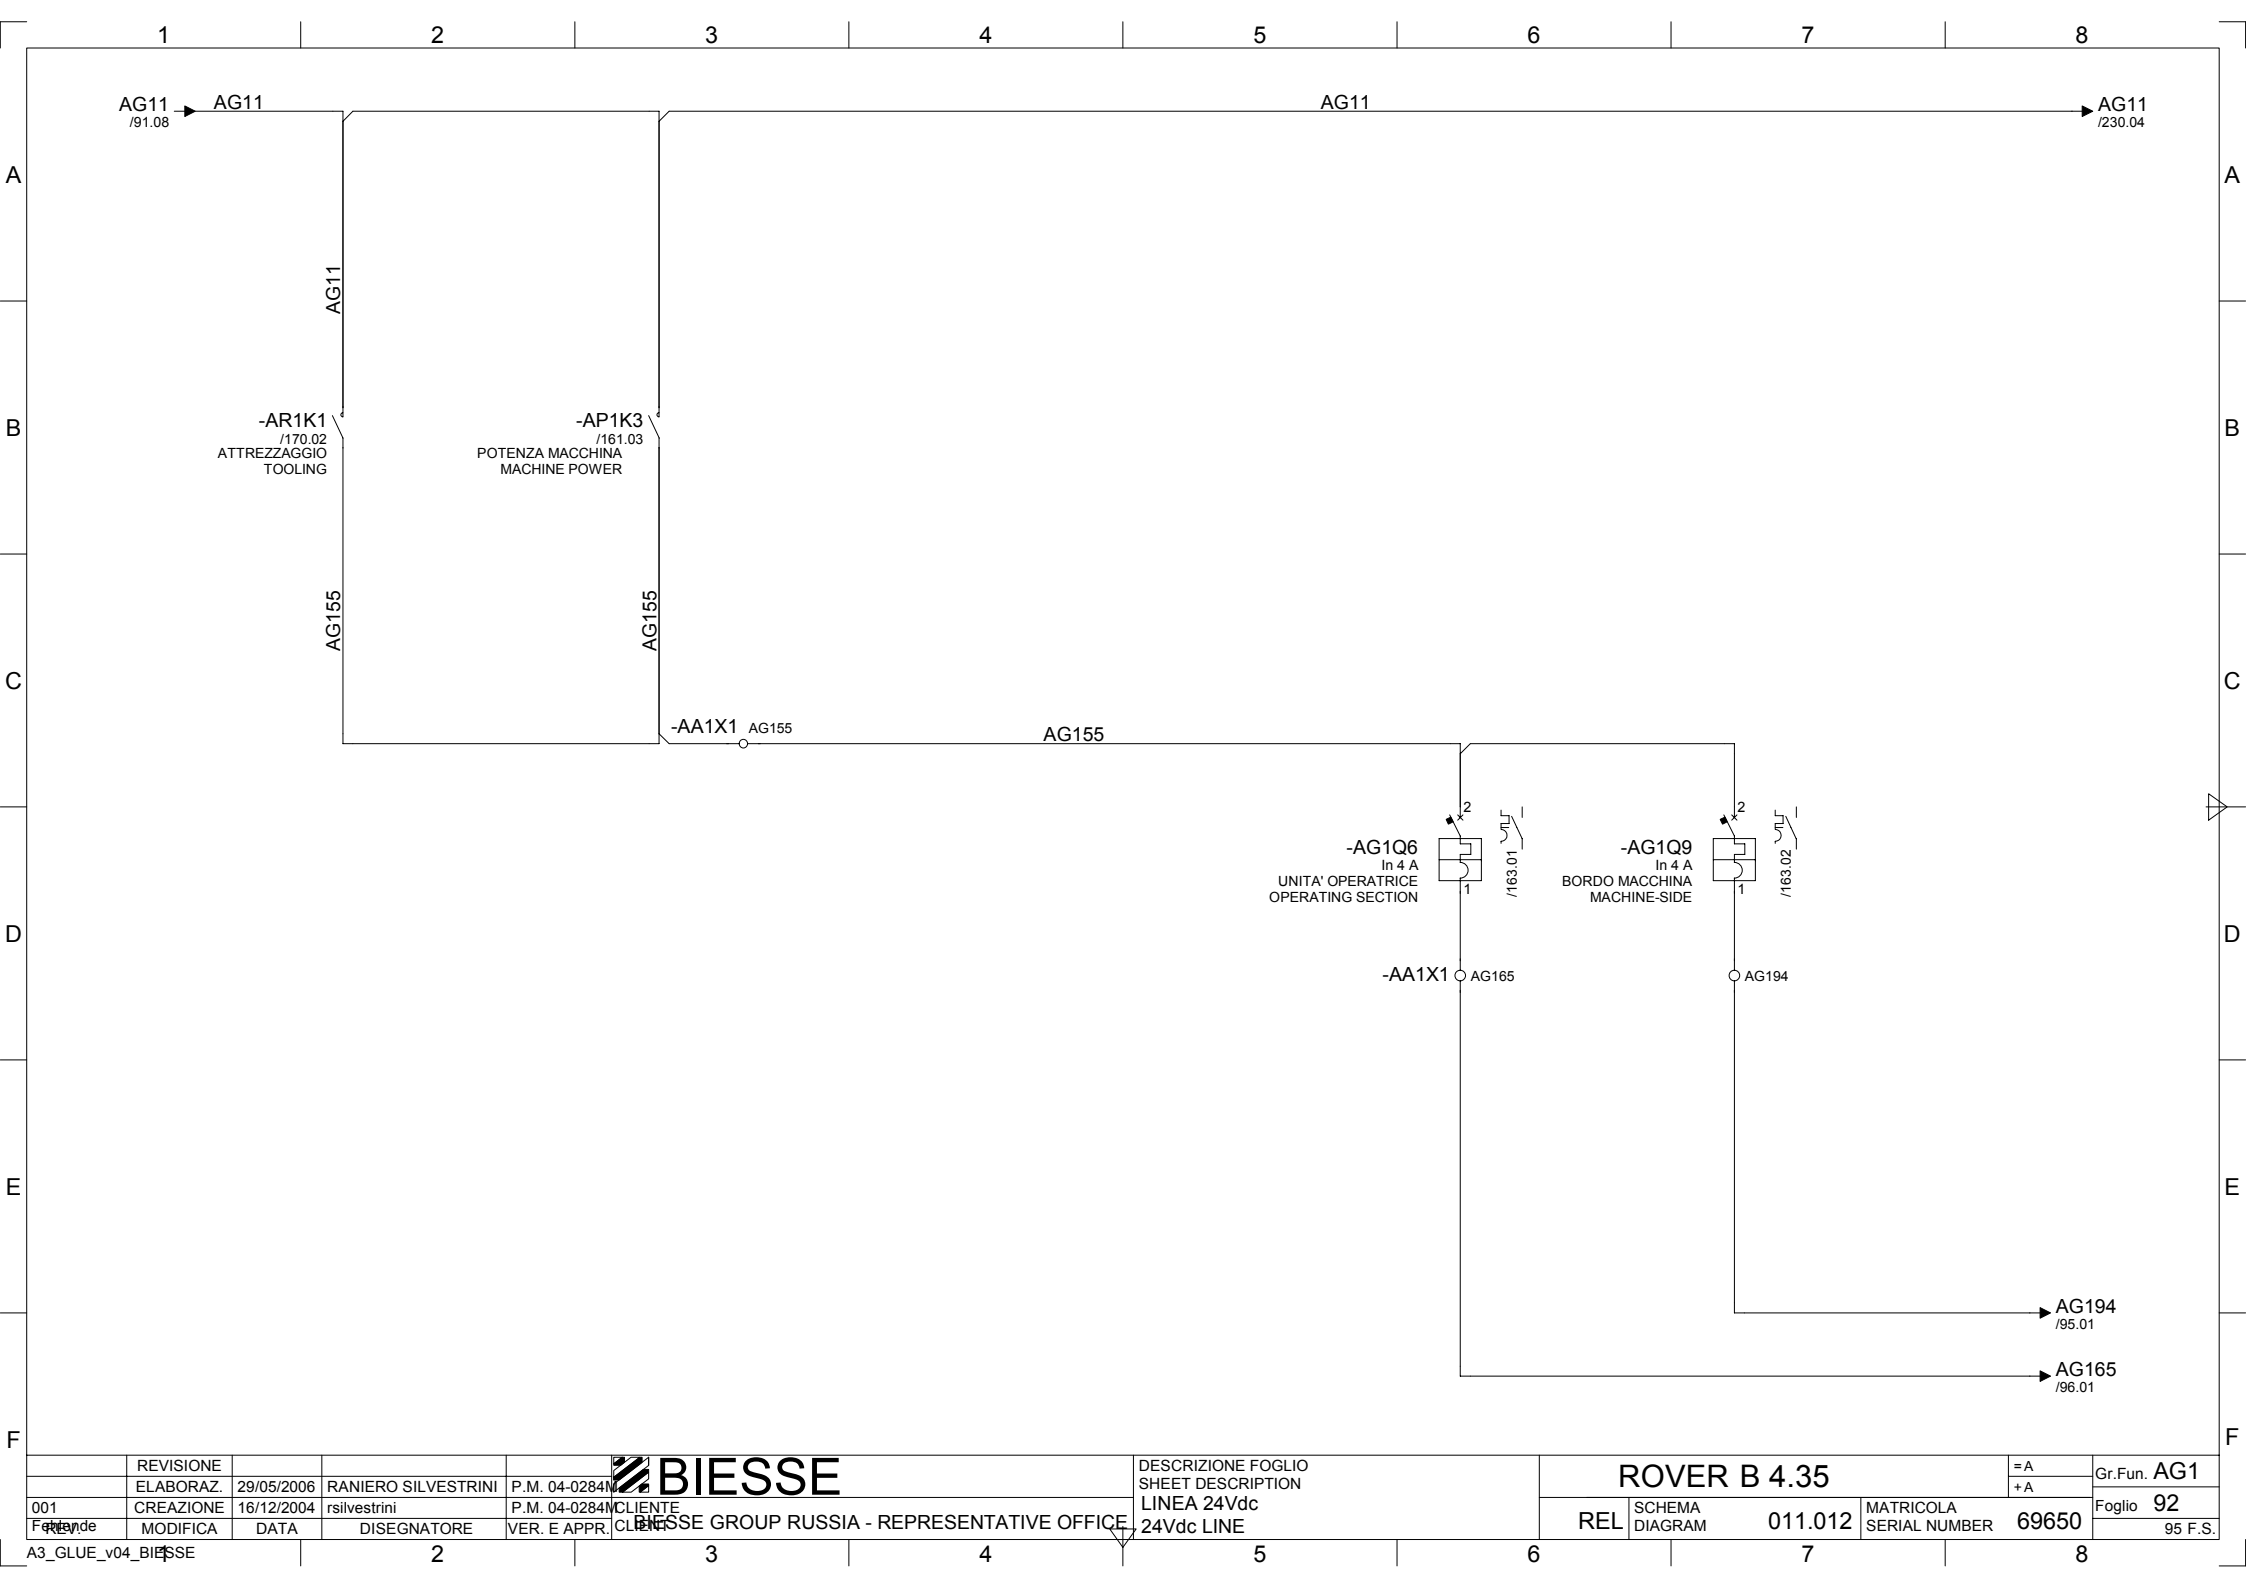 1 2 3 4 5 6 7 8
AG11
/91.08
AG11
AG11
AG11
/230.04
A
A
AG11
B
-AR1K1
/170.02
ATTREZZAGGIO
TOOLING
-AP1K3
/161.03
POTENZA MACCHINA
MACHINE POWER
B
AG155
AG155
C
C
-AA1X1 AG155
AG155
2
-AG1Q6
In 4 A
UNITA' OPERATRICE
OPERATING SECTION
1
/163.01
2
-AG1Q9
In 4 A
BORDO MACCHINA
MACHINE-SIDE
1
/163.02
D
D
-AA1X1 AG165
AG194
E
E
AG194
/95.01
AG165
/96.01
F
F
REVISIONE
ELABORAZ. 29/05/2006 RANIERO SILVESTRINI P.M. 04-0284M
001 CREAZIONE 16/12/2004 rsilvestrini P.M. 04-0284M
Fehlende
REV. MODIFICA DATA DISEGNATORE VER. E APPR.
BIESSE
CLIENTE
CLIENT
BIESSE GROUP RUSSIA - REPRESENTATIVE OFFICE
DESCRIZIONE FOGLIO
SHEET DESCRIPTION
LINEA 24Vdc
24Vdc LINE
ROVER B 4.35
REL
SCHEMA
DIAGRAM
011.012
MATRICOLA
SERIAL NUMBER
69650
= A
+ A
Gr.Fun. AG1
Foglio 92
95 F.S.
A3_GLUE_v04_BIESSE
1 2 3 4 5 6 7 8